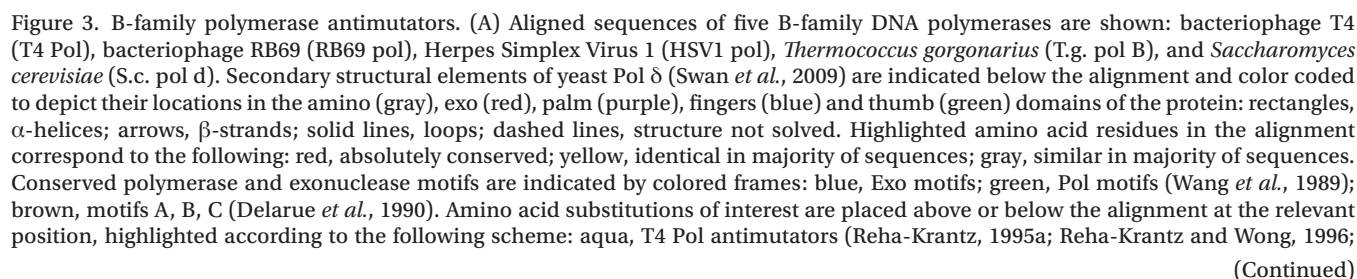 Figure 3. B-family polymerase antimutators. (A) Aligned sequences of five B-family DNA polymerases are shown: bacteriophage T4
(T4 Pol), bacteriophage RB69 (RB69 pol), Herpes Simplex Virus 1 (HSV1 pol), Thermococcus gorgonarius (T.g. pol B), and Saccharomyces
cerevisiae (S.c. pol d). Secondary structural elements of yeast Pol δ (Swan et al., 2009) are indicated below the alignment and color coded
to depict their locations in the amino (gray), exo (red), palm (purple), fingers (blue) and thumb (green) domains of the protein: rectangles,
α-helices; arrows, β-strands; solid lines, loops; dashed lines, structure not solved. Highlighted amino acid residues in the alignment
correspond to the following: red, absolutely conserved; yellow, identical in majority of sequences; gray, similar in majority of sequences.
Conserved polymerase and exonuclease motifs are indicated by colored frames: blue, Exo motifs; green, Pol motifs (Wang et al., 1989);
brown, motifs A, B, C (Delarue et al., 1990). Amino acid substitutions of interest are placed above or below the alignment at the relevant
position, highlighted according to the following scheme: aqua, T4 Pol antimutators (Reha-Krantz, 1995a; Reha-Krantz and Wong, 1996;
(Continued)